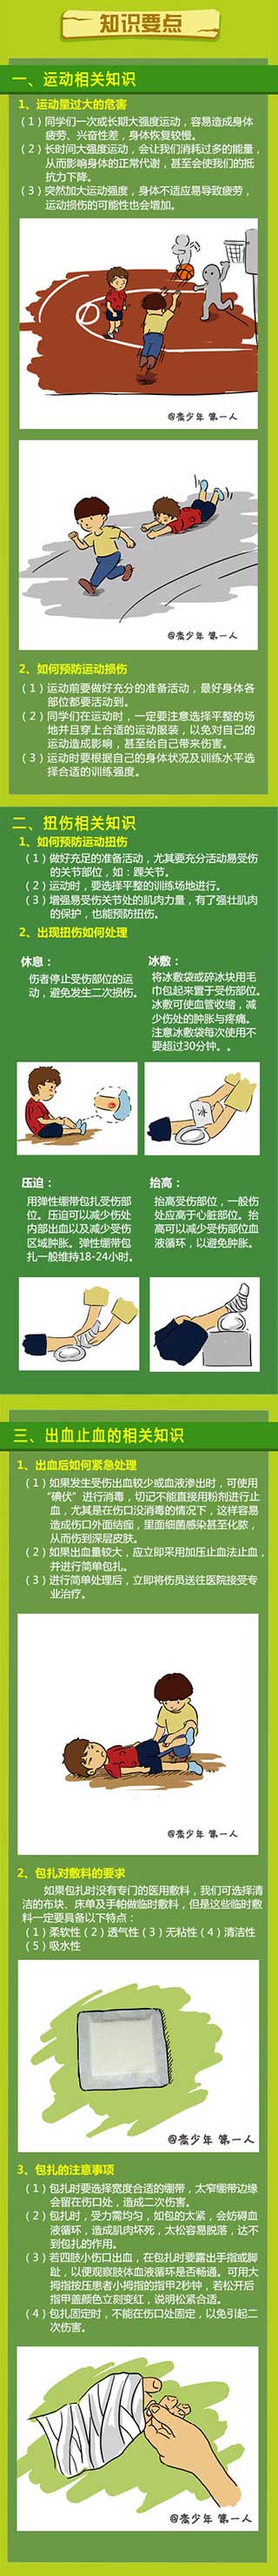 知识要点
一、运动相关知识
1、运动量过大的危害
（1）同学们一次或长期大强度运动，容易造成身体
疲劳、兴奋性差，身体恢复较慢。
（2）长时间大强度运动，会让我们消耗过多的能量，
从而影响身体的正常代谢，甚至会使我们的抵
抗力下降。
（3）突然加大运动强度，身体不适应易导致疲劳，
运动损伤的可能性也会增加。
@青少年 第一人
@青少年 第一人
2、如何预防运动损伤
（1）运动前要做好充分的准备活动，最好身体各
部位都要活动到。
（2）同学们在运动时，一定要注意选择平整的场
地并且穿上合适的运动服装，以免对自己的
运动造成影响，甚至给自己带来伤害。
（3）运动时要根据自己的身体状况及训练水平选
择合适的训练强度。
二、扭伤相关知识
1、如何预防运动扭伤
（1）做好充足的准备活动，尤其要充分活动易受伤
的关节部位，如：踝关节。
（2）运动时，要选择平整的训练场地进行。
（3）增强易受伤关节处的肌肉力量，有了强壮肌肉
的保护，也能预防扭伤。
2、出现扭伤如何处理
休息：
伤者停止受伤部位的运
动，避免发生二次损伤。
冰敷：
将冰敷袋或碎冰块用毛
巾包起来置于受伤部位。
冰敷可使血管收缩，减
少伤处的肿胀与疼痛。
注意冰敷袋每次使用不
要超过30分钟。。
冰
压迫：
用弹性绷带包扎受伤部
位。压迫可以减少伤处
内部出血以及减少受伤
区域肿胀。弹性绷带包
扎一般维持18-24小时。
抬高：
抬高受伤部位，一般伤
处应高于心脏部位。抬
高可以减少受伤部位血
液循环，以避免肿胀。
三、出血止血的相关知识
1、出血后如何紧急处理
（1）如果发生受伤出血较少或血液渗出时，可使用
“碘伏”进行消毒，切记不能直接用粉剂进行止
血，尤其是在伤口没消毒的情况下，这样容易
造成伤口外面结痂，里面细菌感染甚至化脓，
从而伤到深层皮肤。
（2）如果出血量较大，应立即采用加压止血法止血，
并进行简单包扎。
（3）进行简单处理后，立即将伤员送往医院接受专
业治疗。
@青少年 第一人
2、包扎对敷料的要求
如果包扎时没有专门的医用敷料，我们可选择清
洁的布块、床单及手帕做临时敷料，但是这些临时敷
料一定要具备以下特点：
（1）柔软性（2）透气性（3）无粘性（4）清洁性
（5）吸水性
@青少年 第一人
3、包扎的注意事项
（1）包扎时要选择宽度合适的绷带，太窄绷带边缘
会留在伤口处，造成二次伤害。
（2）包扎时，受力需均匀，如包的太紧，会妨碍血
液循环，造成肌肉坏死，太松容易脱落，达不
到包扎的作用。
（3）若四肢小伤口出血，在包扎时要露出手指或脚
趾，以便观察肢体血液循环是否畅通。可用大
拇指按压患者小拇指的指甲2秒钟，若松开后
指甲盖颜色立刻变红，说明松紧合适。
（4）包扎固定时，不能在伤口处固定，以免引起二
次伤害。
@青少年 第一人